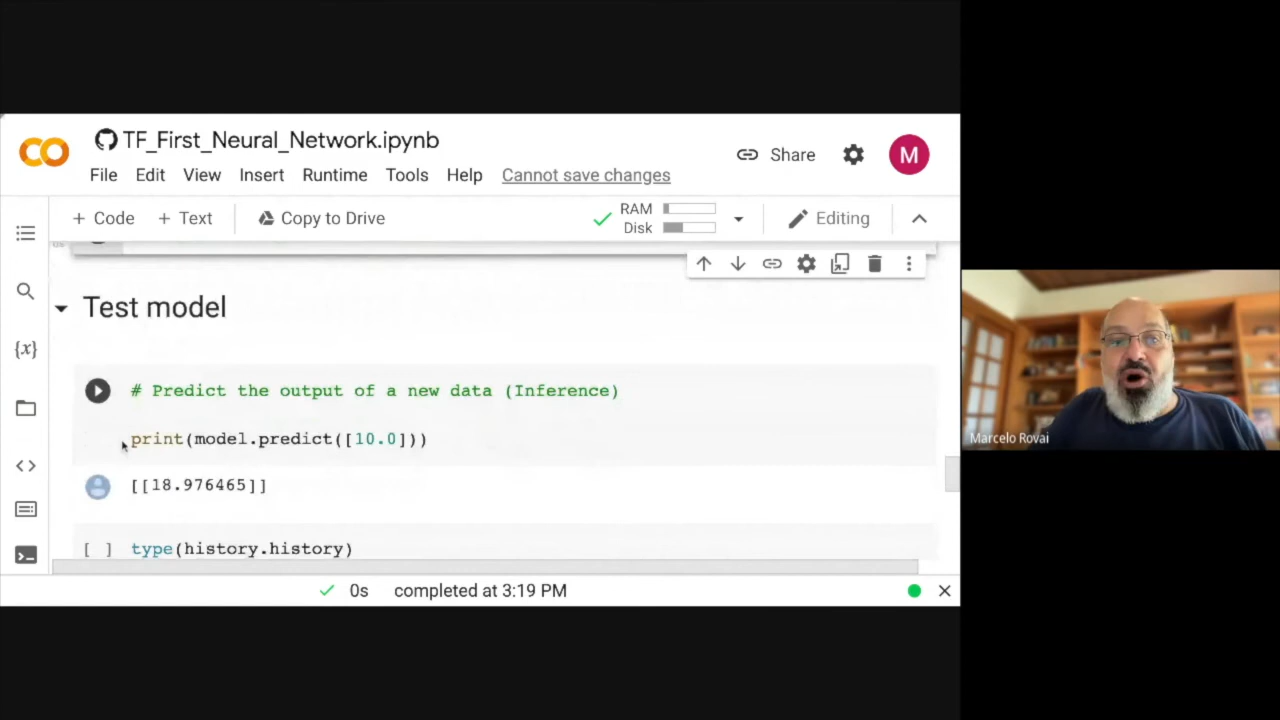 TF_First_Neural_Network.ipynb
File Edit View Insert Runtime Tools Help Cannot save changes
Share
M
+ Code + Text Copy to Drive
RAM
Disk
Editing
{x}
Test model
# Predict the output of a new data (Inference)
print(model.predict([10.0]))
[[18.976465]]
[ ] type(history.history)
0s completed at 3:19 PM
Marcelo Rovai